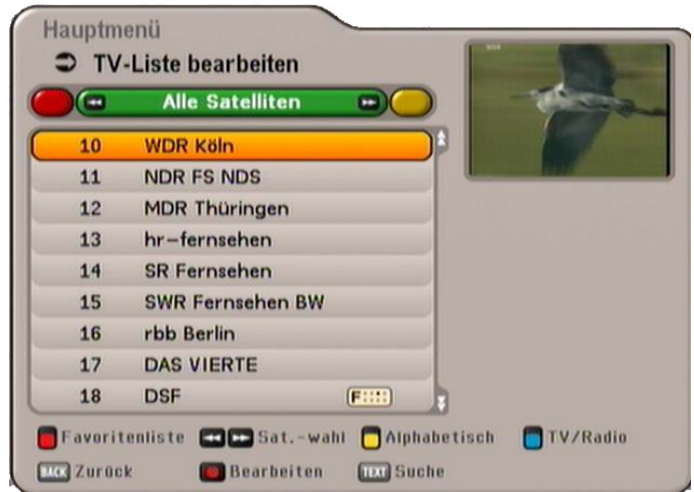 Hauptmenü
TV-Liste bearbeiten
Alle Satelliten
10 WDR Köln
11 NDR FS NDS
12 MDR Thüringen
13 hr-fernsehen
14 SR Fernsehen
15 SWR Fernsehen BW
16 rbb Berlin
17 DAS VIERTE
18 DSF F
Favoritenliste Sat.-wahl Alphabetisch TV/Radio
BACK Zurück Bearbeiten TEXT Suche